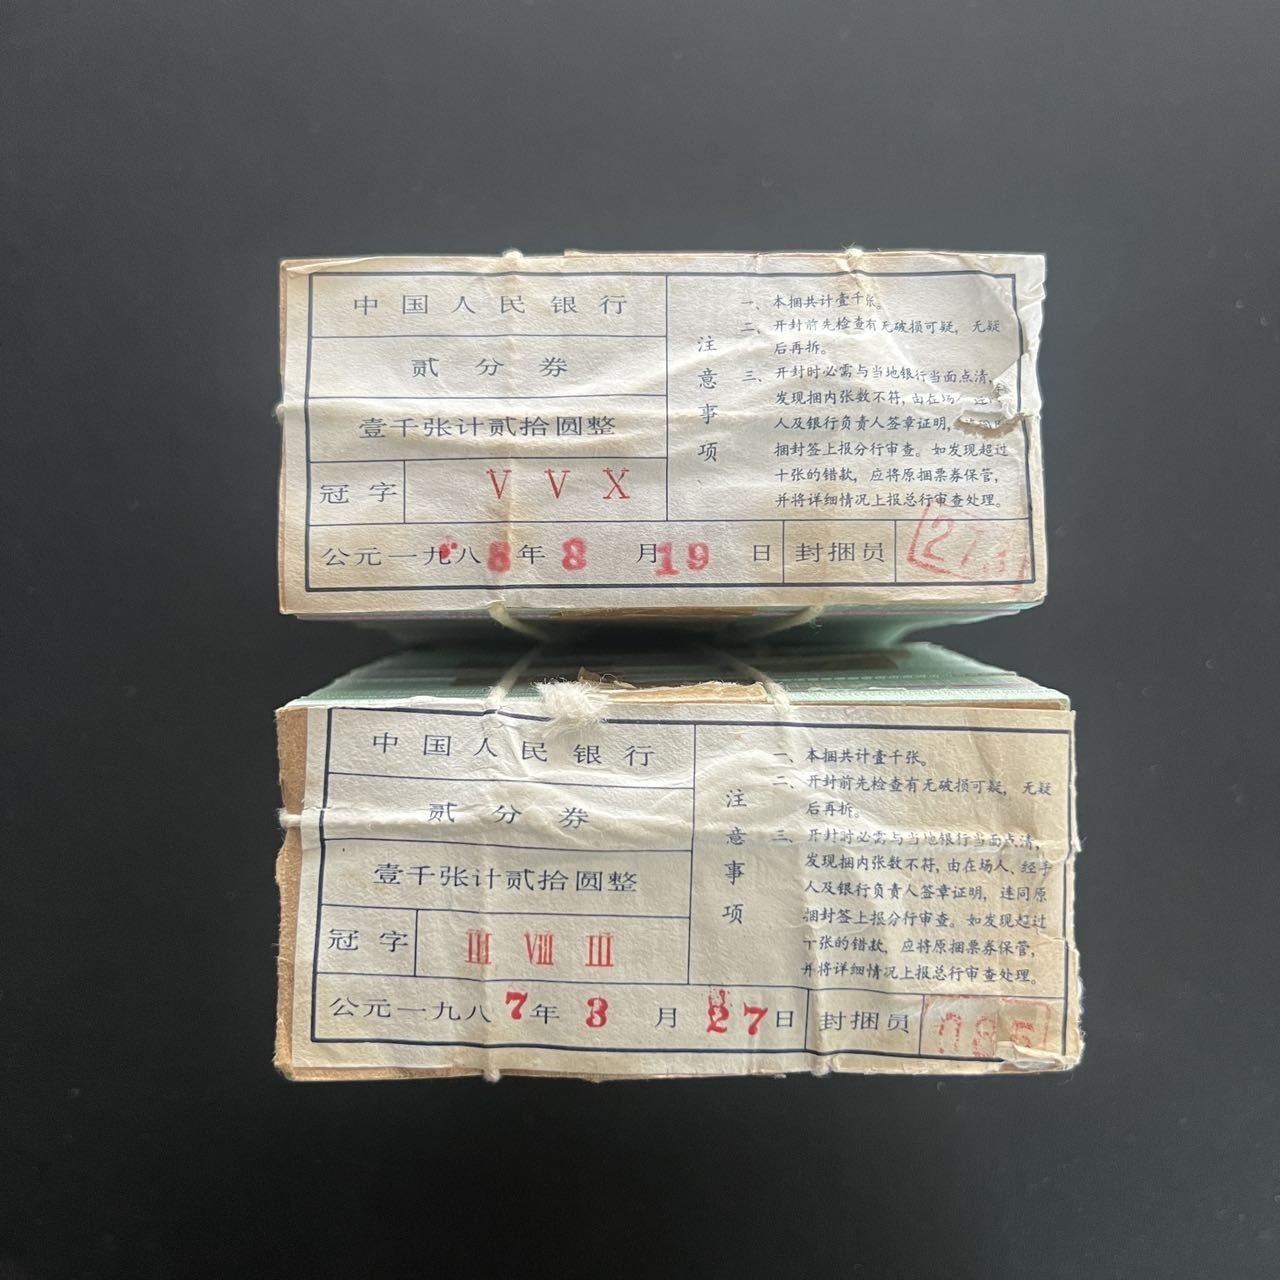 中国人民银行
贰分券
壹千张计贰拾圆整
冠字 V V X
公元一九八8年8月19日 封捆员
注意事项
一、本捆共计壹千张。
二、开封前先检查有无破损可疑，无疑
后再拆。
三、开封时必需与当地银行当面点清，
发现捆内张数不符，由在场
人及银行负责人签章证明，
捆封签上报分行审查。如发现超过
十张的错款，应将原捆票券保管，
并将详细情况上报总行审查处理。
中国人民银行
贰分券
壹千张计贰拾圆整
冠字 III VIII III
公元一九八7年3月27日 封捆员
注意事项
一、本捆共计壹千张。
二、开封前先检查有无破损可疑，无疑
后再拆。
三、开封时必需与当地银行当面点清，
发现捆内张数不符，由在场人、经手
人及银行负责人签章证明，连同原
捆封签上报分行审查。如发现超过
十张的错款，应将原捆票券保管，
并将详细情况上报总行审查处理。